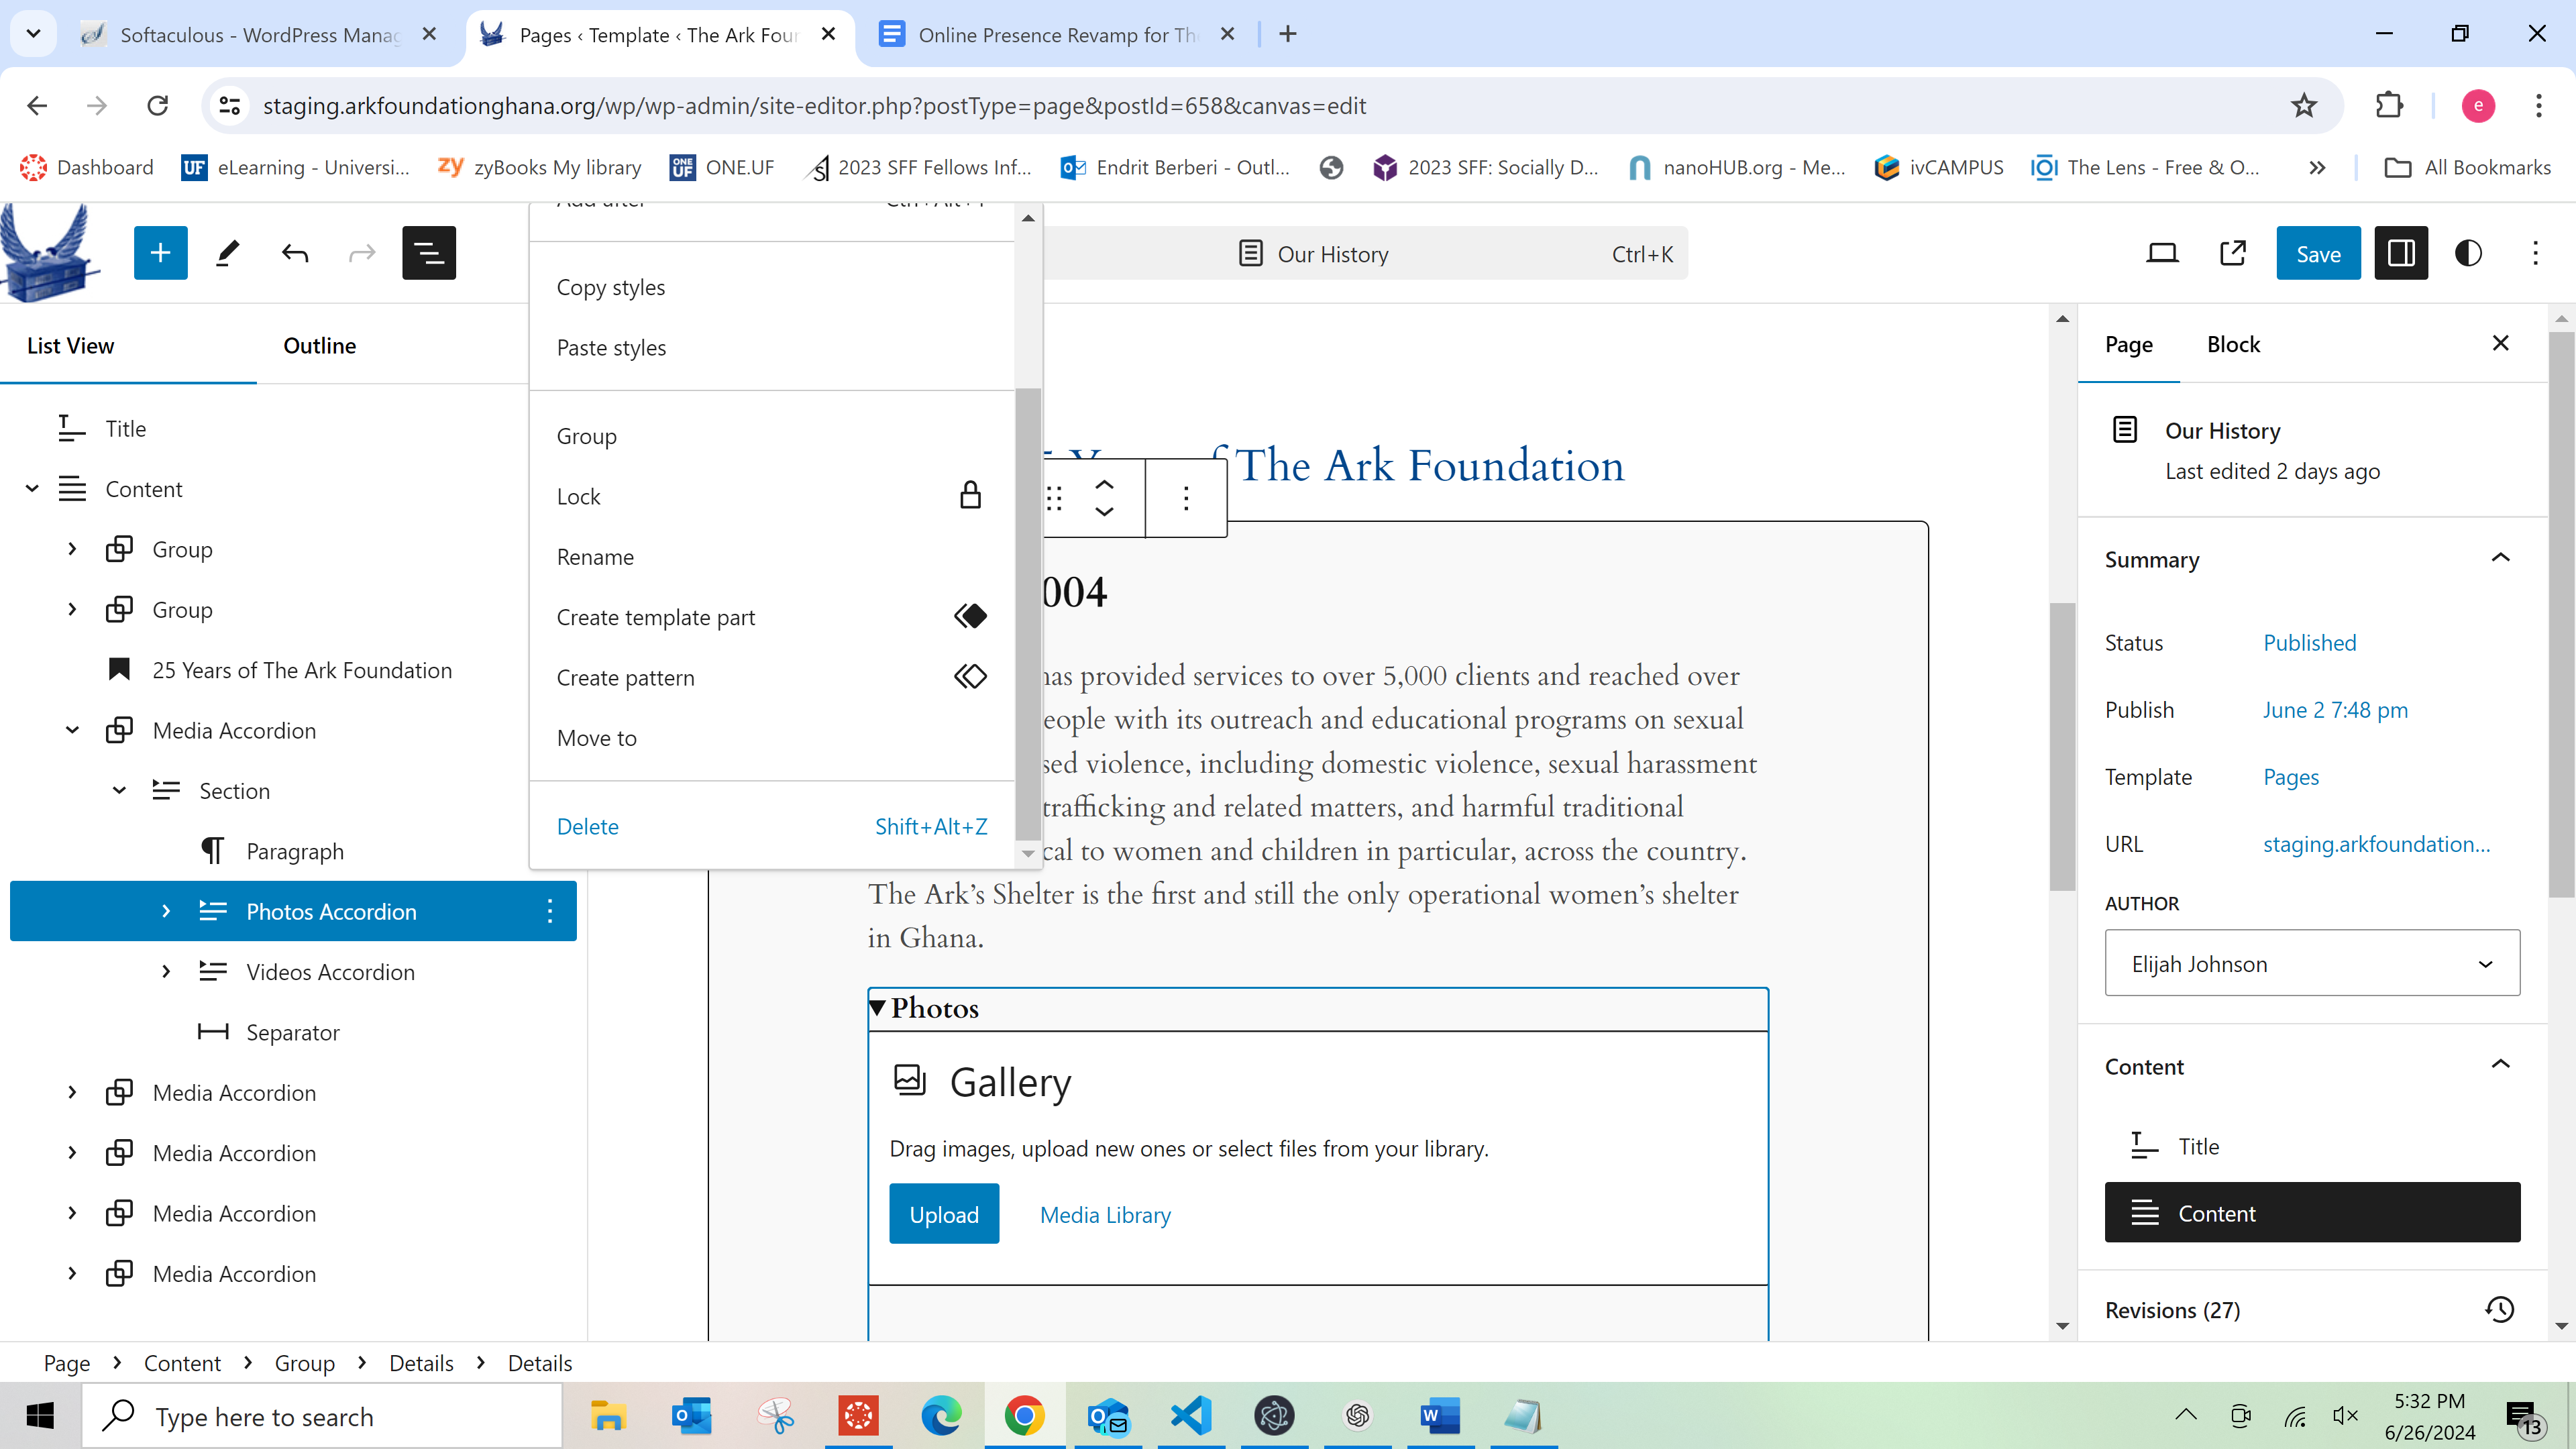 Softaculous - WordPress Manag
Pages ‹ Template ‹ The Ark Four
Online Presence Revamp for The
staging.arkfoundationghana.org/wp/wp-admin/site-editor.php?postType=page&postId=658&canvas=edit
e
Dashboard
UF
eLearning - Universi...
zy
zyBooks My library
ONE UF
ONE.UF
2023 SFF Fellows Inf...
Endrit Berberi - Outl...
2023 SFF: Socially D...
nanoHUB.org - Me...
ivCAMPUS
The Lens - Free & O...
All Bookmarks
Our History
Ctrl+K
Save
List View
Outline
Title
Content
Group
Group
25 Years of The Ark Foundation
Media Accordion
Section
Paragraph
Photos Accordion
Videos Accordion
Separator
Media Accordion
Media Accordion
Media Accordion
Media Accordion
Copy styles
Paste styles
Group
Lock
Rename
Create template part
Create pattern
Move to
Delete Shift+Alt+Z
The Ark Foundation
004
has provided services to over 5,000 clients and reached over
eople with its outreach and educational programs on sexual
sed violence, including domestic violence, sexual harassment
trafficking and related matters, and harmful traditional
cal to women and children in particular, across the country.
The Ark’s Shelter is the first and still the only operational women’s shelter
in Ghana.
Photos
Gallery
Drag images, upload new ones or select files from your library.
Upload
Media Library
Page
Block
Our History
Last edited 2 days ago
Summary
Status Published
Publish June 2 7:48 pm
Template Pages
URL staging.arkfoundation...
AUTHOR
Elijah Johnson
Content
Title
Content
Revisions (27)
Page > Content > Group > Details > Details
Type here to search
5:32 PM
6/26/2024
13